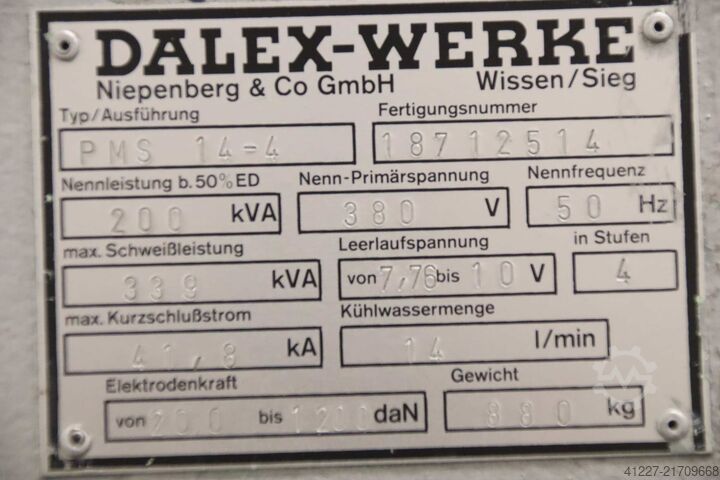 DALEX-WERKE
Niepenberg & Co GmbH Wissen/Sieg
Typ/Ausführung Fertigungsnummer
PMS 14-4 18712514
Nennleistung b. 50% ED Nenn-Primärspannung Nennfrequenz
200 kVA 380 V 50 Hz
max. Schweißleistung Leerlaufspannung in Stufen
339 kVA von 7,76 bis 10 V 4
max. Kurzschlußstrom Kühlwassermenge
41,8 kA 14 l/min
Elektrodenkraft Gewicht
von 200 bis 1200 daN 880 kg
41227-21709668